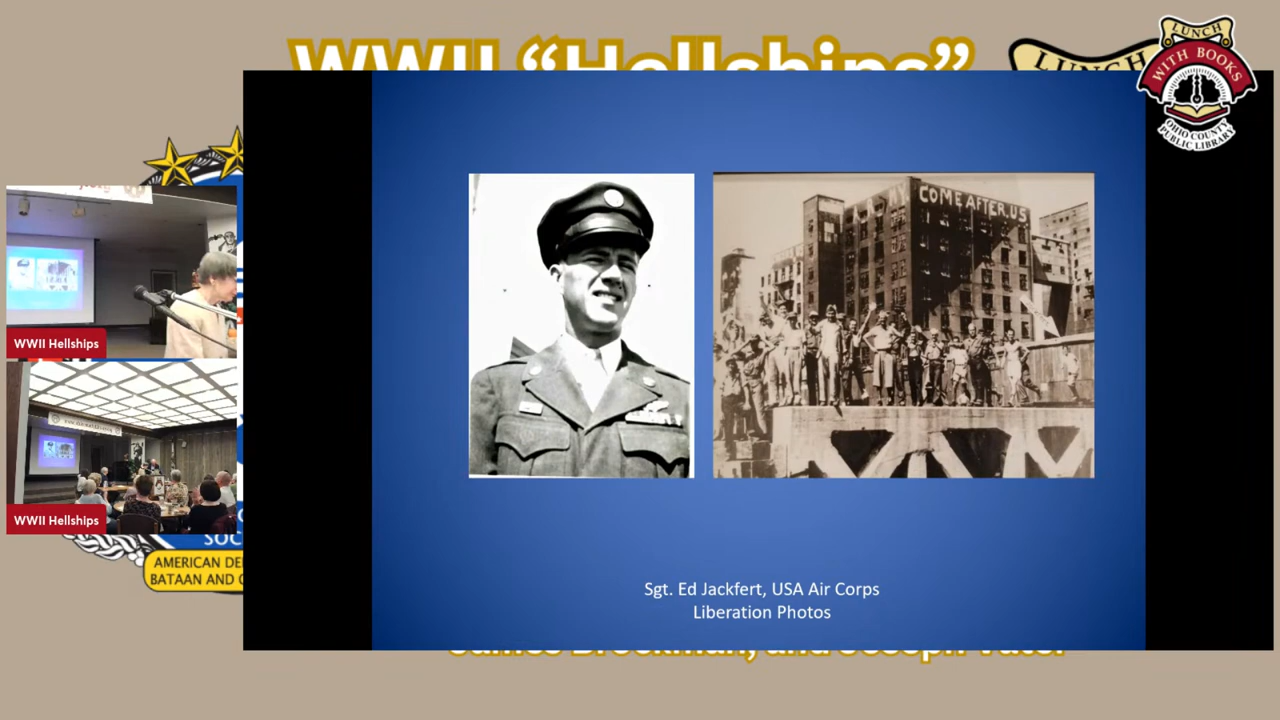 WWII “Hellships”
LUNCH
LUNCH
WITH BOOKS
OHIO COUNTY
PUBLIC LIBRARY
COME AFTER US
WWII Hellships
WWII Hellships
SOC
AMERICAN DE
BATAAN AND
Sgt. Ed Jackfert, USA Air Corps
Liberation Photos